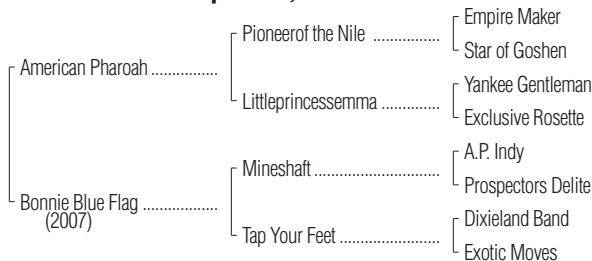 Empire Maker
Pioneerof the Nile ................
Star of Goshen
American Pharoah ................
Yankee Gentleman
Littleprincessemma ..............
Exclusive Rosette
A.P. Indy
Mineshaft ..............................
Prospectors Delite
Bonnie Blue Flag ..................
(2007)
Dixieland Band
Tap Your Feet ........................
Exotic Moves